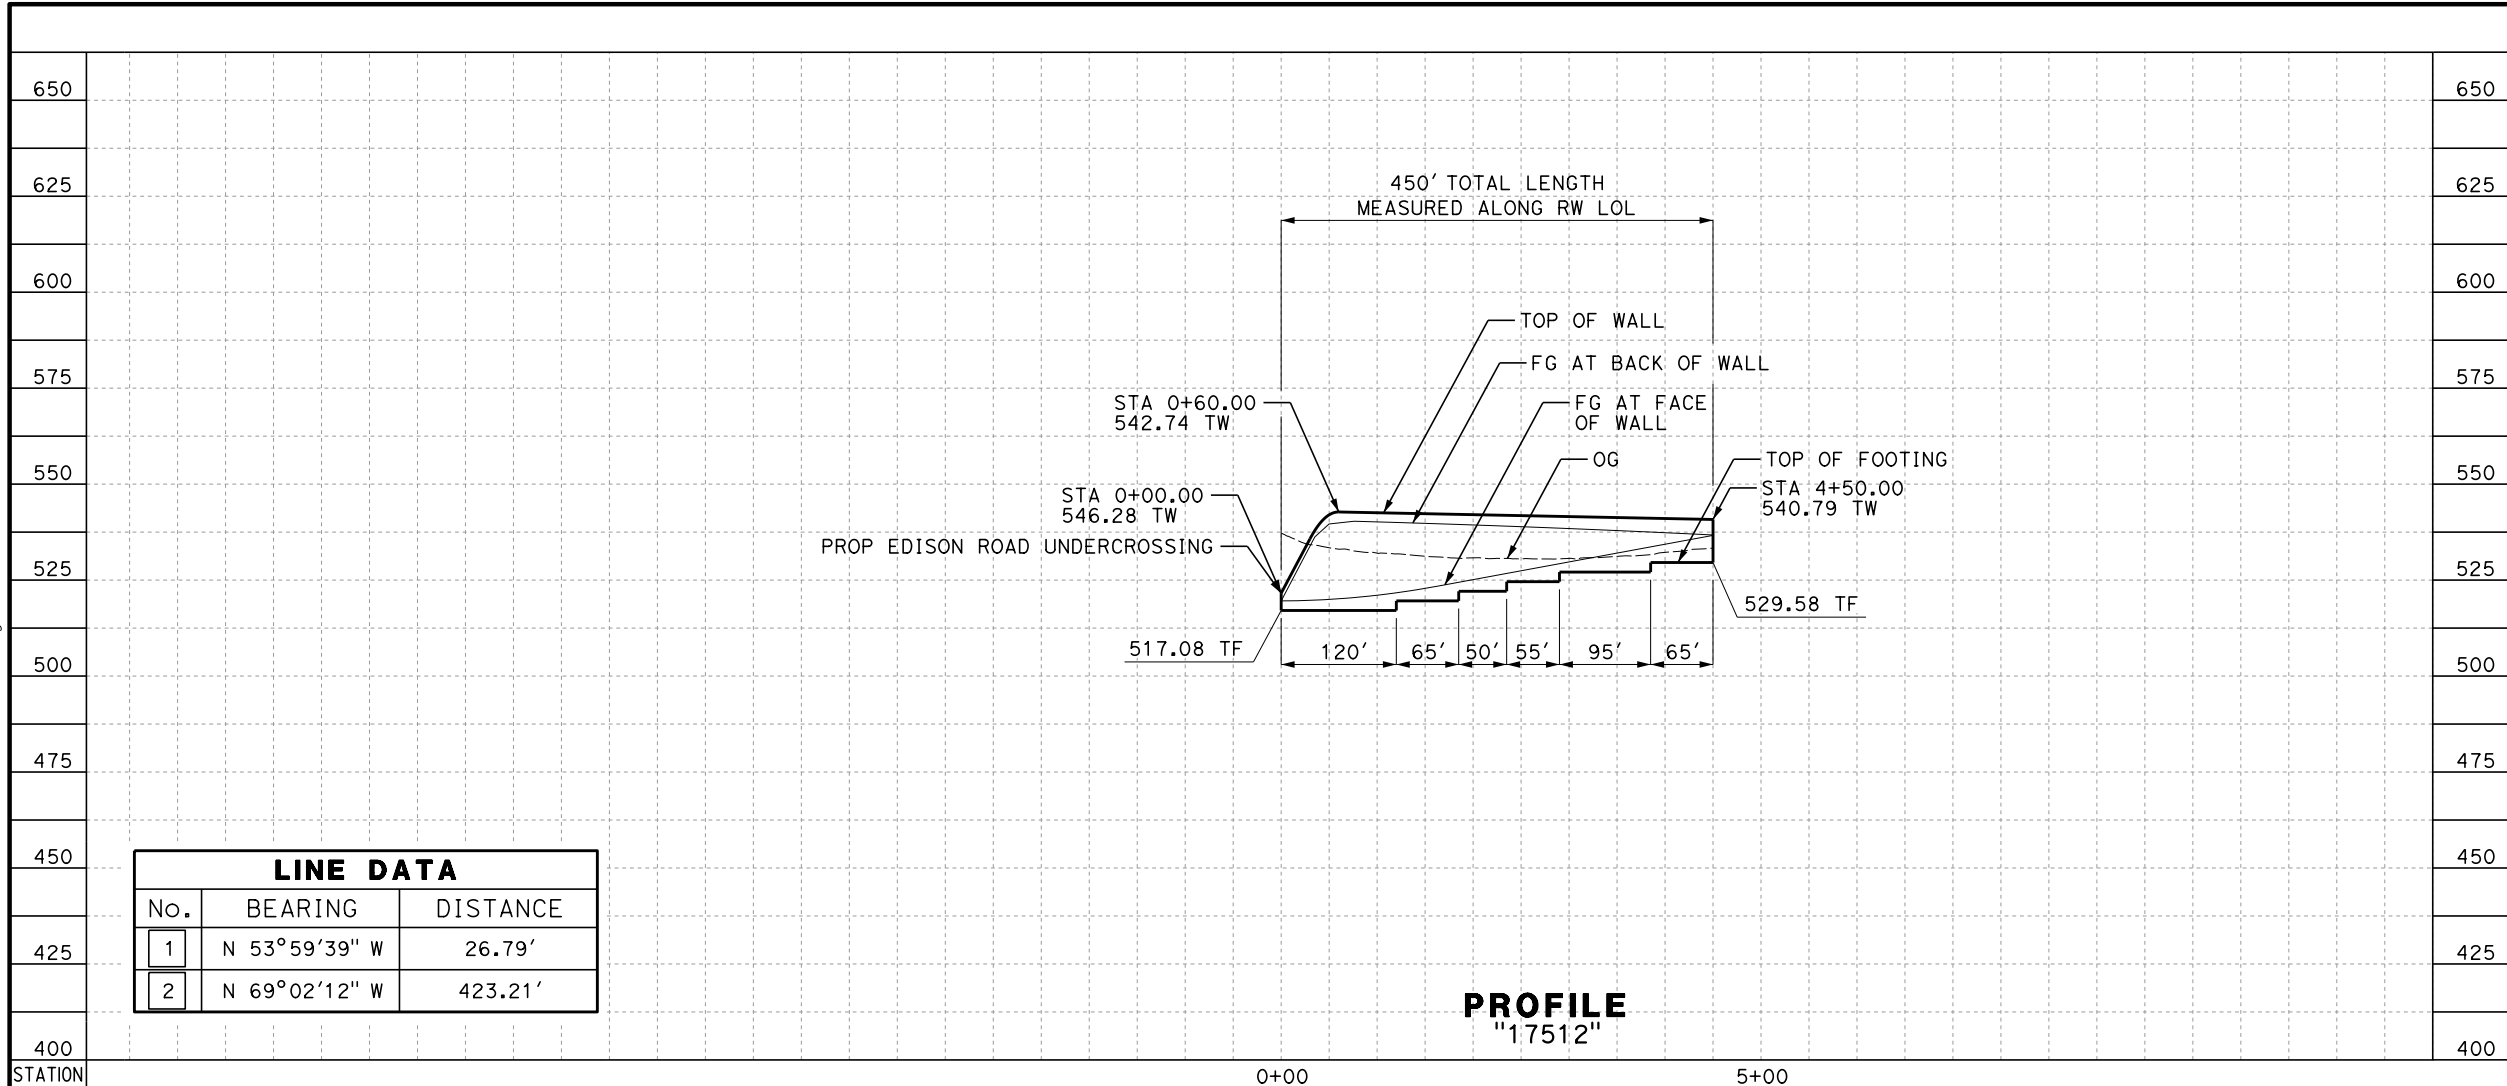 650
625
600
575
550
525
500
475
450
425
400
STATION
650
625
600
575
550
525
500
475
450
425
400
450' TOTAL LENGTH
MEASURED ALONG RW LOL
TOP OF WALL
FG AT BACK OF WALL
STA 0+60.00
542.74 TW
FG AT FACE
OF WALL
OG
TOP OF FOOTING
STA 0+00.00
546.28 TW
STA 4+50.00
540.79 TW
PROP EDISON ROAD UNDERCROSSING
529.58 TF
517.08 TF
120' 65' 50' 55' 95' 65'
LINE DATA
No. BEARING DISTANCE
1 N 53°59'39" W 26.79'
2 N 69°02'12" W 423.21'
PROFILE
"17512"
0+00 5+00